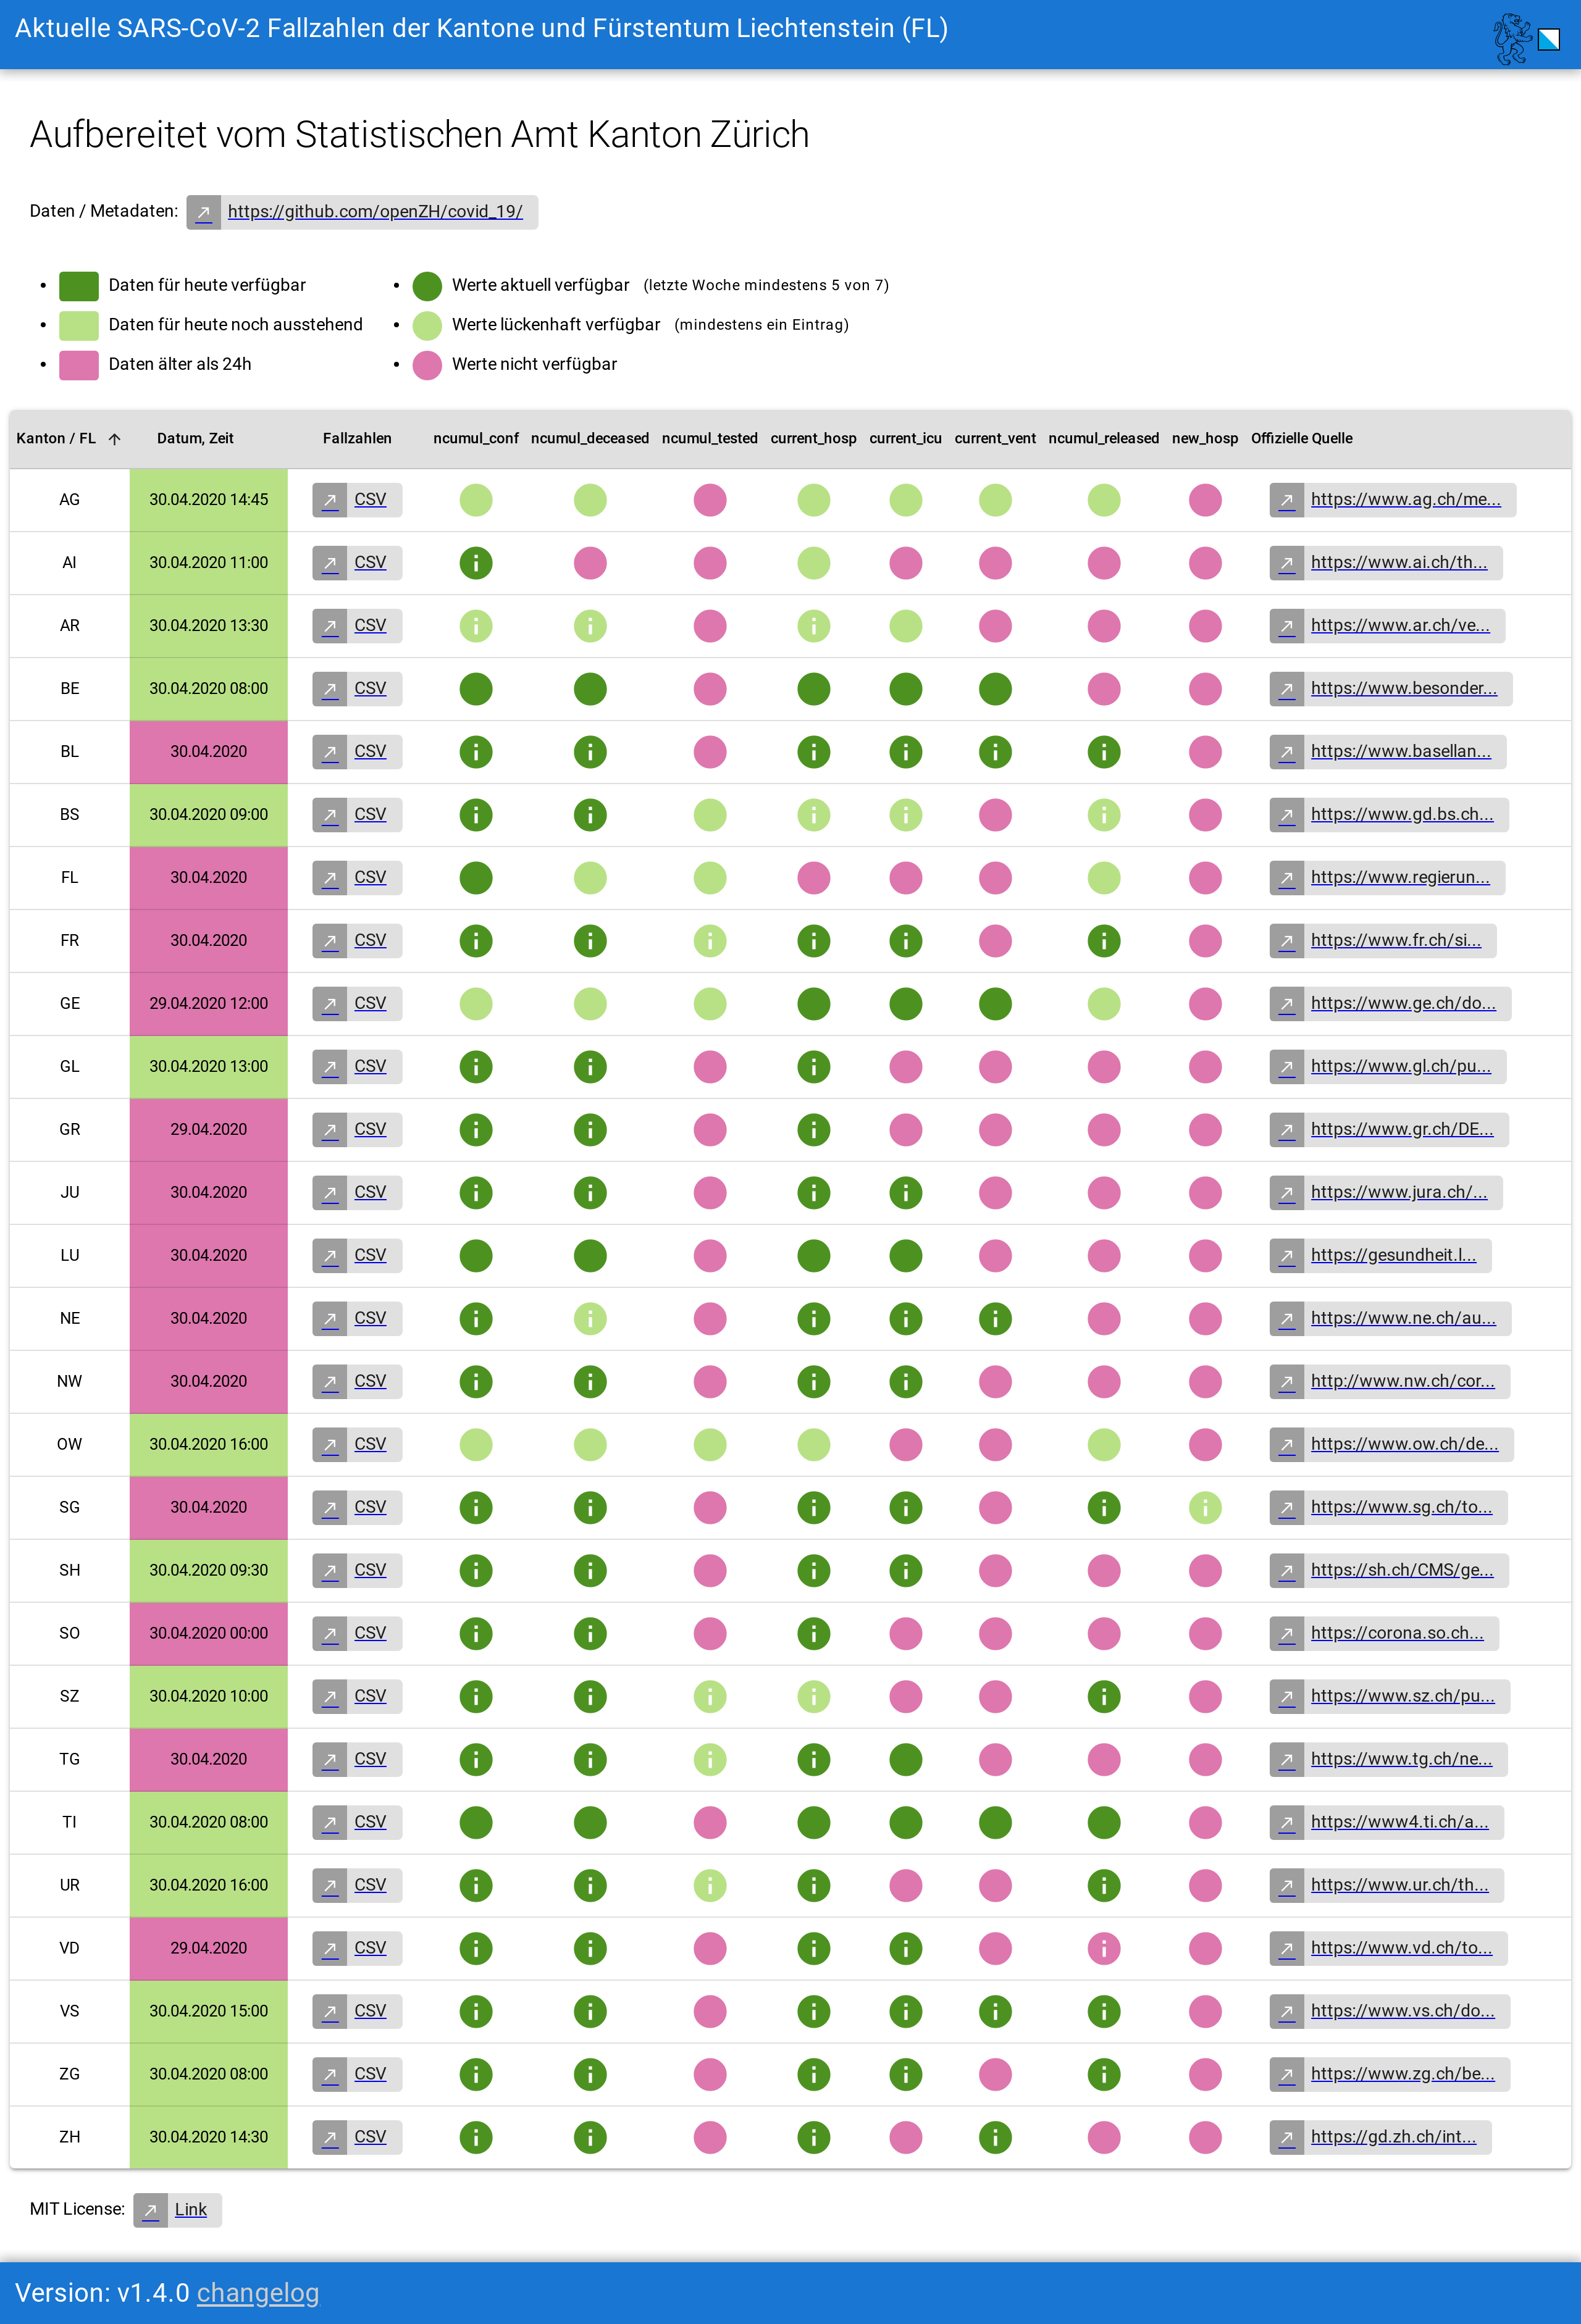 Aktuelle SARS-CoV-2 Fallzahlen der Kantone und Fürstentum Liechtenstein (FL)
Aufbereitet vom Statistischen Amt Kanton Zürich
Daten / Metadaten: https://github.com/openZH/covid_19/
Daten für heute verfügbar
Daten für heute noch ausstehend
Daten älter als 24h
Werte aktuell verfügbar (letzte Woche mindestens 5 von 7)
Werte lückenhaft verfügbar (mindestens ein Eintrag)
Werte nicht verfügbar
Kanton / FL Datum, Zeit Fallzahlen ncumul_conf ncumul_deceased ncumul_tested current_hosp current_icu current_vent ncumul_released new_hosp Offizielle Quelle
AG 30.04.2020 14:45 CSV https://www.ag.ch/me...
AI 30.04.2020 11:00 CSV https://www.ai.ch/th...
AR 30.04.2020 13:30 CSV https://www.ar.ch/ve...
BE 30.04.2020 08:00 CSV https://www.besonder...
BL 30.04.2020 CSV https://www.basellan...
BS 30.04.2020 09:00 CSV https://www.gd.bs.ch...
FL 30.04.2020 CSV https://www.regierun...
FR 30.04.2020 CSV https://www.fr.ch/si...
GE 29.04.2020 12:00 CSV https://www.ge.ch/do...
GL 30.04.2020 13:00 CSV https://www.gl.ch/pu...
GR 29.04.2020 CSV https://www.gr.ch/DE...
JU 30.04.2020 CSV https://www.jura.ch/...
LU 30.04.2020 CSV https://gesundheit.l...
NE 30.04.2020 CSV https://www.ne.ch/au...
NW 30.04.2020 CSV http://www.nw.ch/cor...
OW 30.04.2020 16:00 CSV https://www.ow.ch/de...
SG 30.04.2020 CSV https://www.sg.ch/to...
SH 30.04.2020 09:30 CSV https://sh.ch/CMS/ge...
SO 30.04.2020 00:00 CSV https://corona.so.ch...
SZ 30.04.2020 10:00 CSV https://www.sz.ch/pu...
TG 30.04.2020 CSV https://www.tg.ch/ne...
TI 30.04.2020 08:00 CSV https://www4.ti.ch/a...
UR 30.04.2020 16:00 CSV https://www.ur.ch/th...
VD 29.04.2020 CSV https://www.vd.ch/to...
VS 30.04.2020 15:00 CSV https://www.vs.ch/do...
ZG 30.04.2020 08:00 CSV https://www.zg.ch/be...
ZH 30.04.2020 14:30 CSV https://gd.zh.ch/int...
MIT License: Link
Version: v1.4.0 changelog